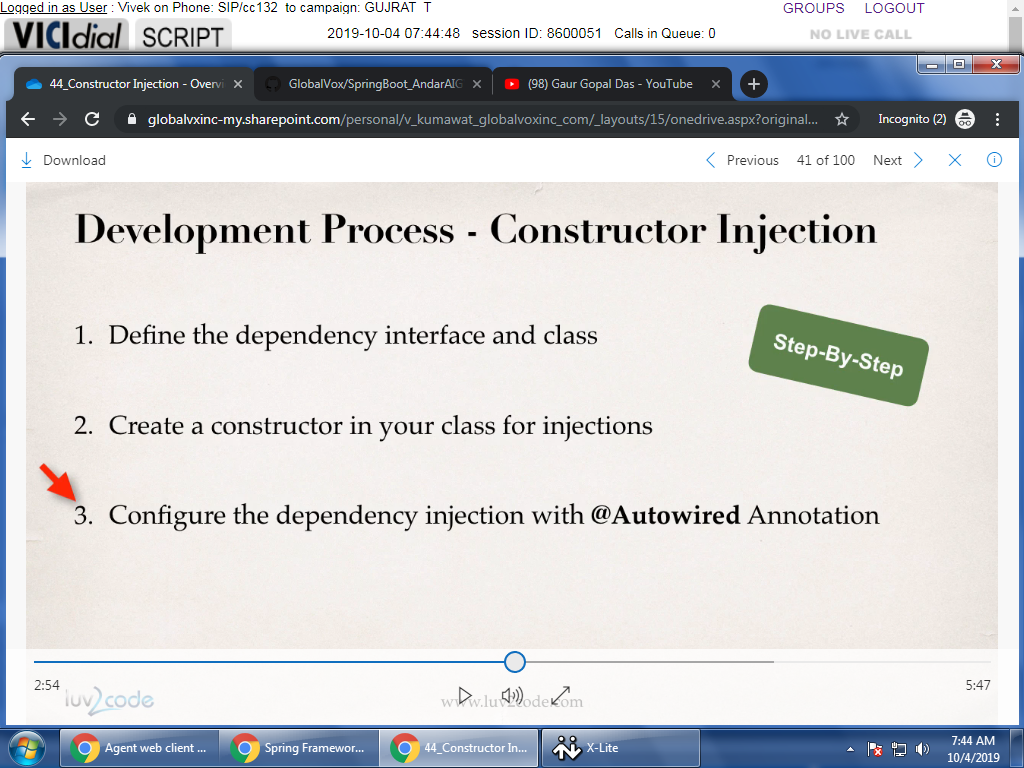 Logged in as User : Vivek on Phone: SIP/cc132 to campaign: GUJRAT_T
GROUPS LOGOUT
VICIdial SCRIPT 2019-10-04 07:44:48 session ID: 8600051 Calls in Queue: 0 NO LIVE CALL
44_Constructor Injection - Overvi
GlobalVox/SpringBoot_AndarAIG
(98) Gaur Gopal Das - YouTube
globalvxinc-my.sharepoint.com/personal/v_kumawat_globalvoxinc_com/_layouts/15/onedrive.aspx?original... Incognito (2)
Download Previous 41 of 100 Next
Development Process - Constructor Injection
1. Define the dependency interface and class
Step-By-Step
2. Create a constructor in your class for injections
3. Configure the dependency injection with @Autowired Annotation
2:54 5:47
luv2code
www.luv2code.com
Agent web client ... Spring Framewor... 44_Constructor In... X-Lite
7:44 AM
10/4/2019